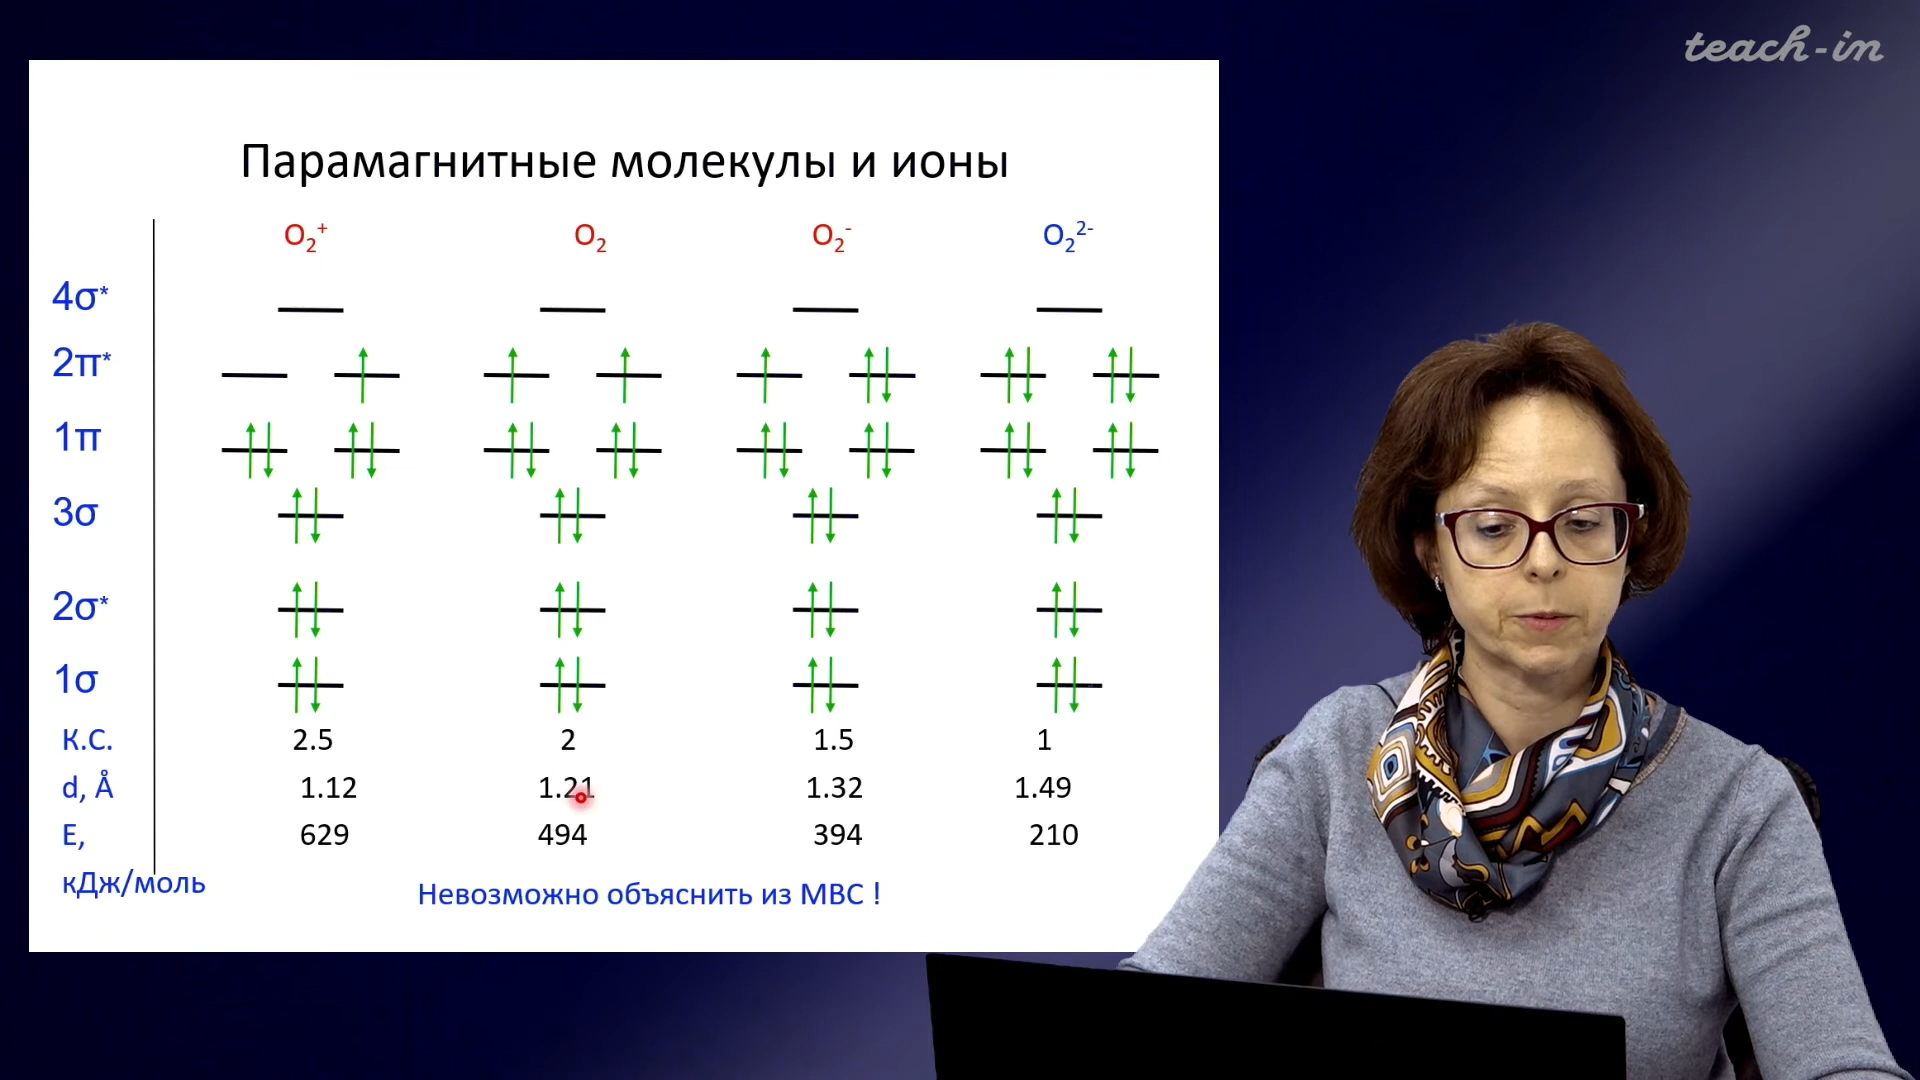 teach-in
Парамагнитные молекулы и ионы
O₂⁺ O₂ O₂⁻ O₂²⁻
4σ*
2π*
1π
3σ
2σ*
1σ
К.С. 2.5 2 1.5 1
d, Å 1.12 1.21 1.32 1.49
E, 629 494 394 210
кДж/моль
Невозможно объяснить из МВС !